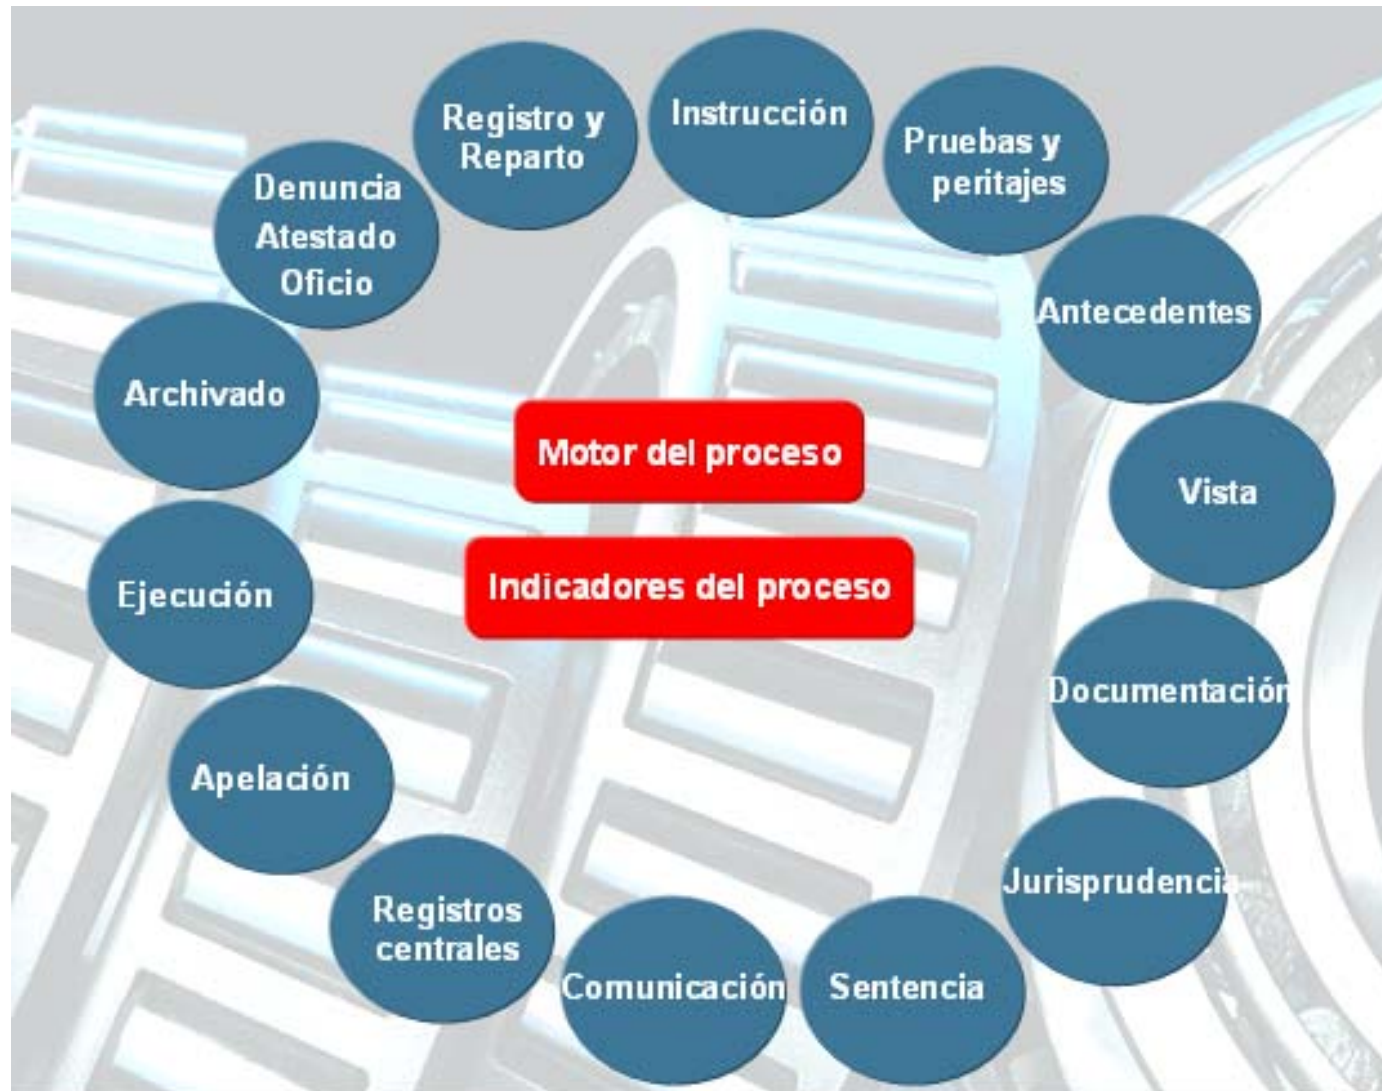 Denuncia
Atestado
Oficio
Registro y
Reparto
Instrucción
Pruebas y
peritajes
Antecedentes
Vista
Documentación
Jurisprudencia
Sentencia
Comunicación
Registros
centrales
Apelación
Ejecución
Archivado
Motor del proceso
Indicadores del proceso